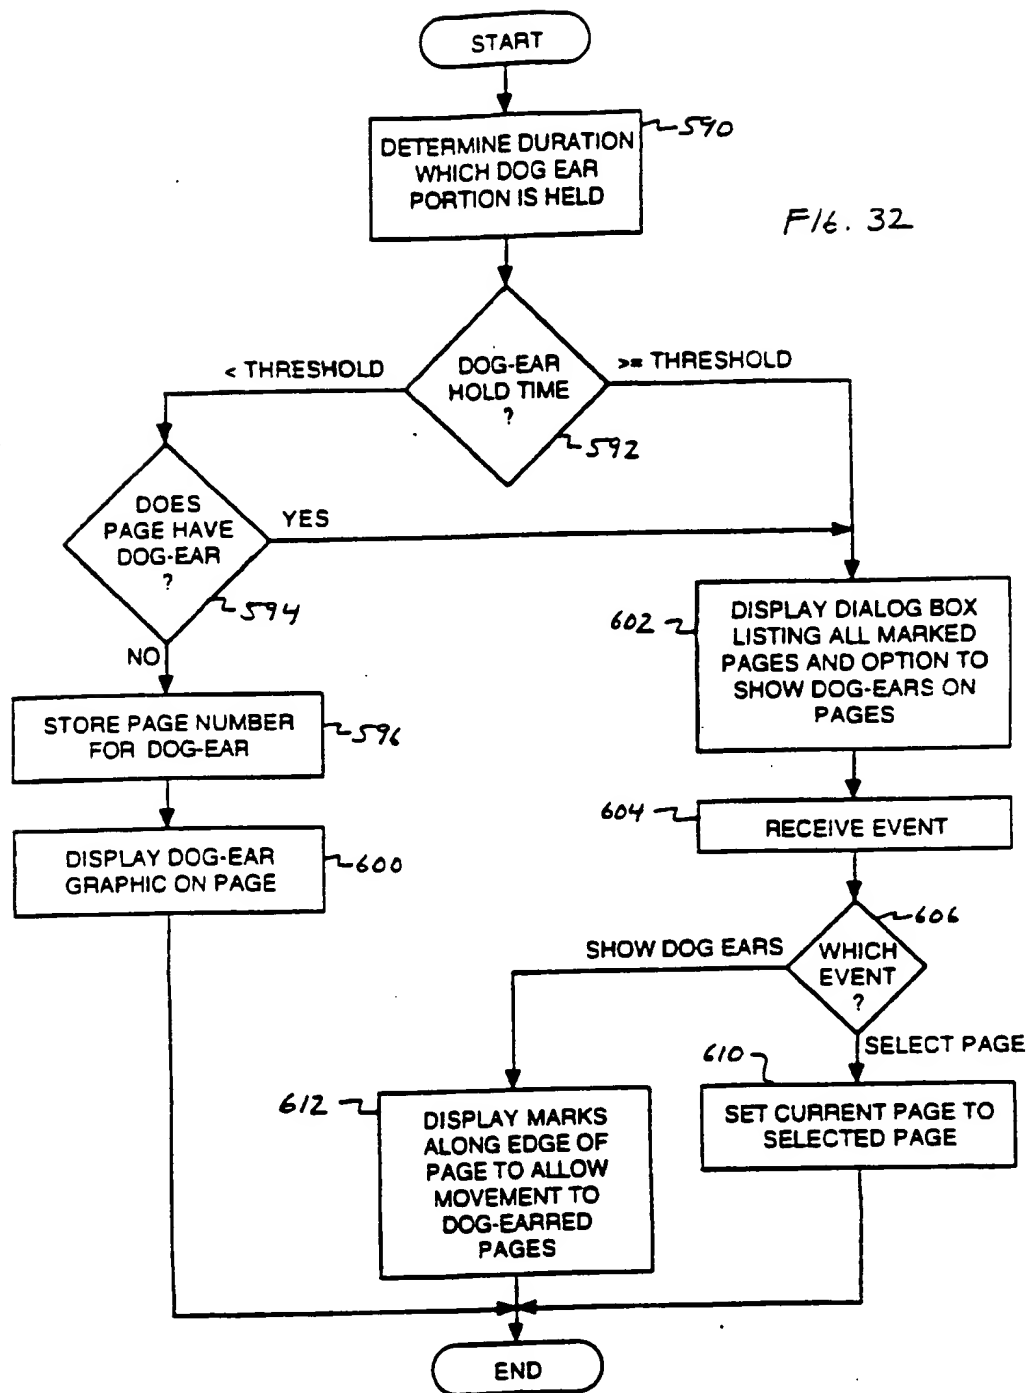 START
DETERMINE DURATION
WHICH DOG EAR
PORTION IS HELD
590
FIG. 32
< THRESHOLD
DOG-EAR
HOLD TIME
?
>= THRESHOLD
592
DOES
PAGE HAVE
DOG-EAR
?
YES
594
NO
602
DISPLAY DIALOG BOX
LISTING ALL MARKED
PAGES AND OPTION TO
SHOW DOG-EARS ON
PAGES
STORE PAGE NUMBER
FOR DOG-EAR
596
604
RECEIVE EVENT
DISPLAY DOG-EAR
GRAPHIC ON PAGE
600
606
SHOW DOG EARS
WHICH
EVENT
?
SELECT PAGE
610
SET CURRENT PAGE TO
SELECTED PAGE
612
DISPLAY MARKS
ALONG EDGE OF
PAGE TO ALLOW
MOVEMENT TO
DOG-EARRED
PAGES
END